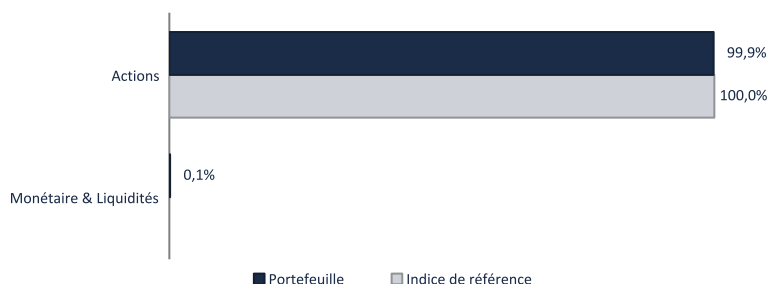 99,9%
Actions
100,0%
0,1%
Monétaire & Liquidités
Portefeuille Indice de référence